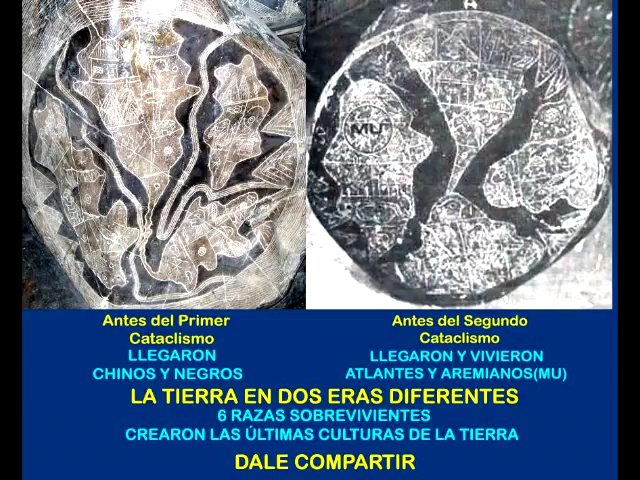 MU
Antes del Primer
Cataclismo
LLEGARON
CHINOS Y NEGROS
Antes del Segundo
Cataclismo
LLEGARON Y VIVIERON
ATLANTES Y AREMIANOS(MU)
LA TIERRA EN DOS ERAS DIFERENTES
6 RAZAS SOBREVIVIENTES
CREARON LAS ÚLTIMAS CULTURAS DE LA TIERRA
DALE COMPARTIR